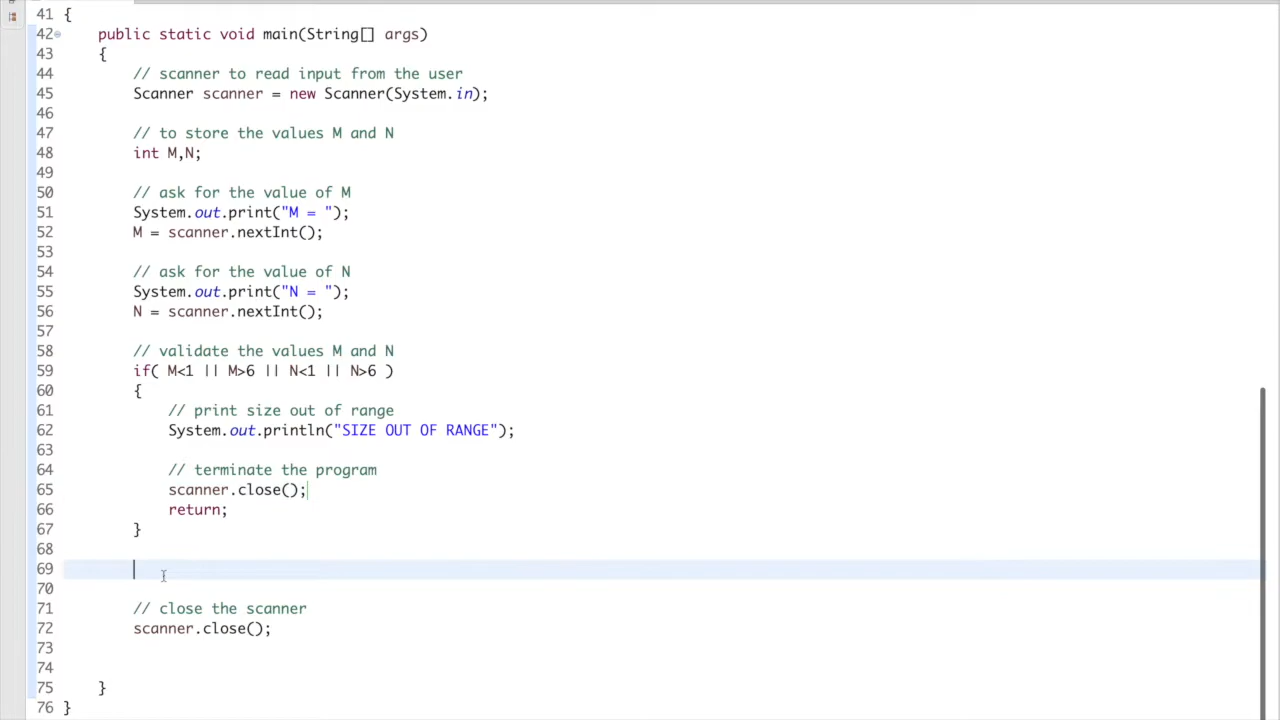 41 {
42 public static void main(String[] args)
43 {
44 // scanner to read input from the user
45 Scanner scanner = new Scanner(System.in);
46
47 // to store the values M and N
48 int M,N;
49
50 // ask for the value of M
51 System.out.print("M = ");
52 M = scanner.nextInt();
53
54 // ask for the value of N
55 System.out.print("N = ");
56 N = scanner.nextInt();
57
58 // validate the values M and N
59 if( M<1 || M>6 || N<1 || N>6 )
60 {
61 // print size out of range
62 System.out.println("SIZE OUT OF RANGE");
63
64 // terminate the program
65 scanner.close();
66 return;
67 }
68
69
70
71 // close the scanner
72 scanner.close();
73
74
75 }
76 }